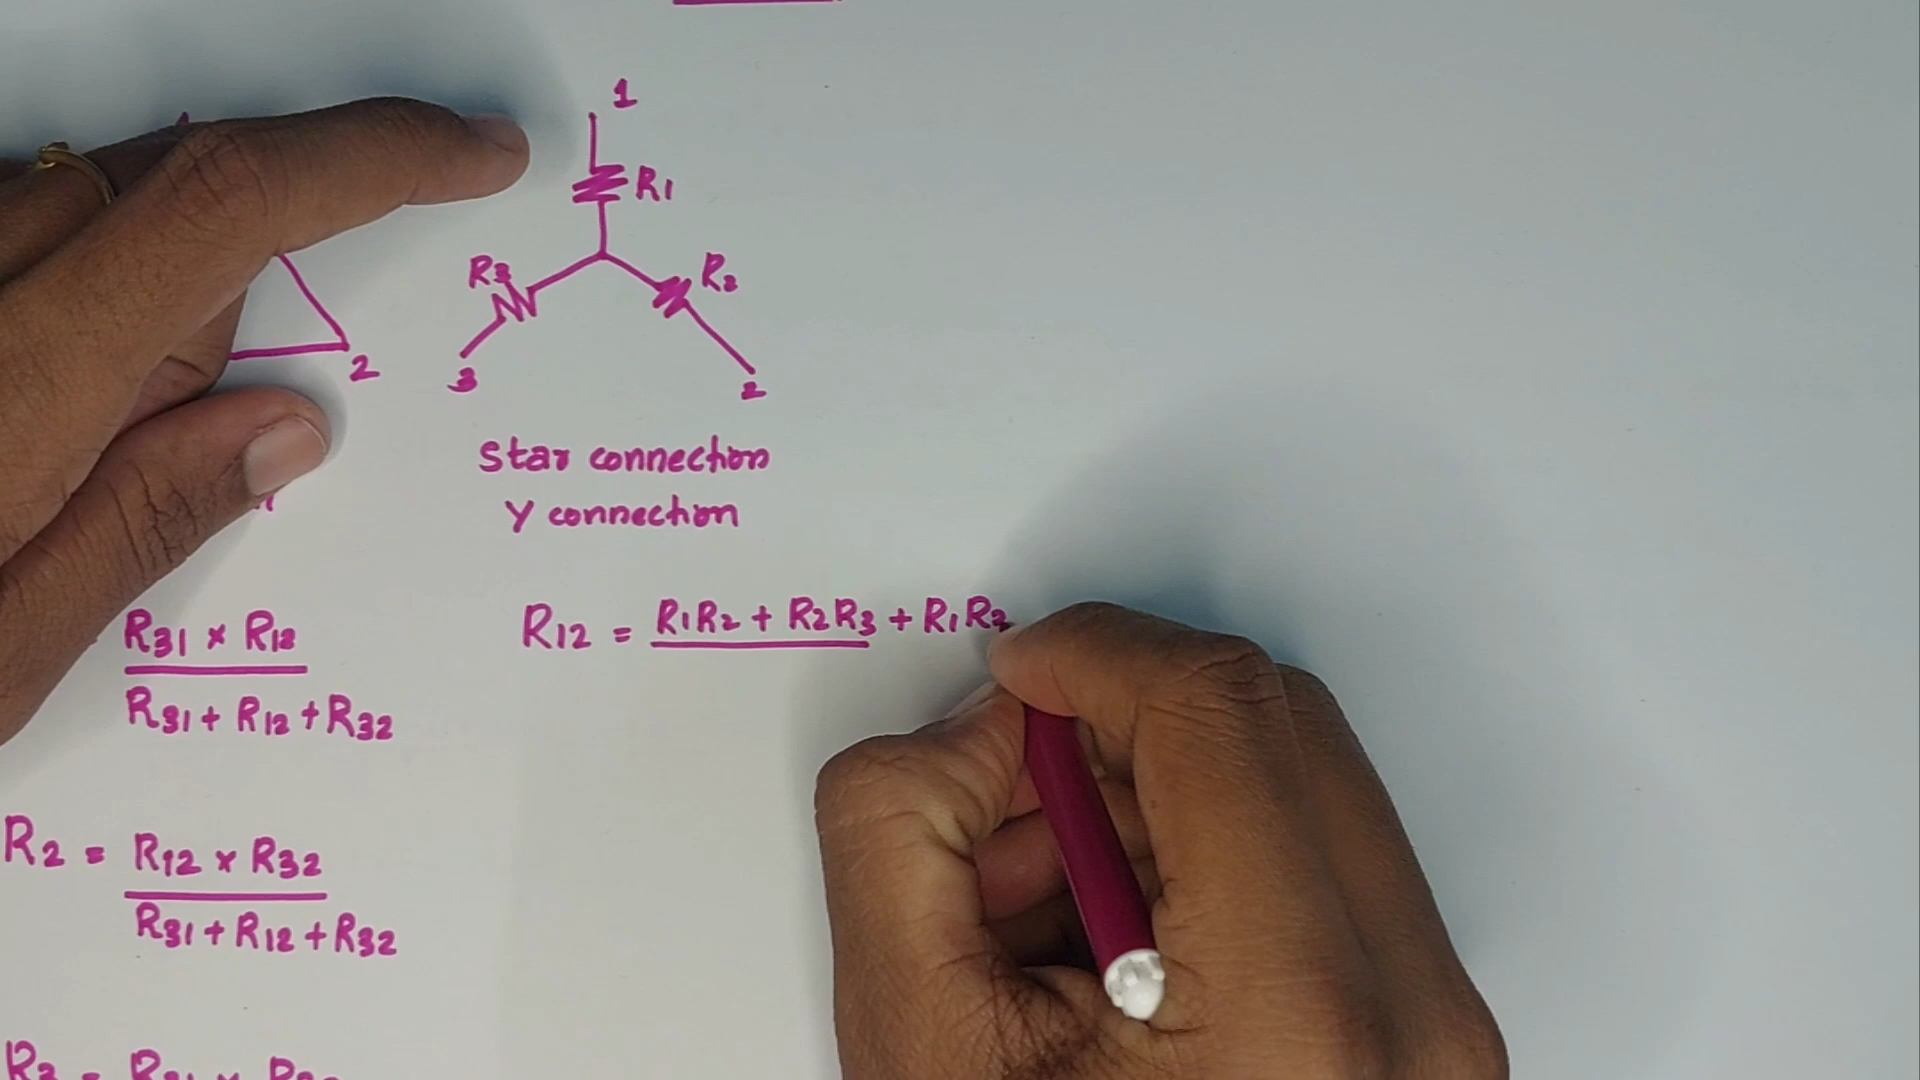 1
R1
R3
R2
2
3
2
Star connection
Y connection
R12 = R1R2 + R2R3 + R1R3
R31 × R12
R31 + R12 + R32
R2 = R12 × R32
R31 + R12 + R32